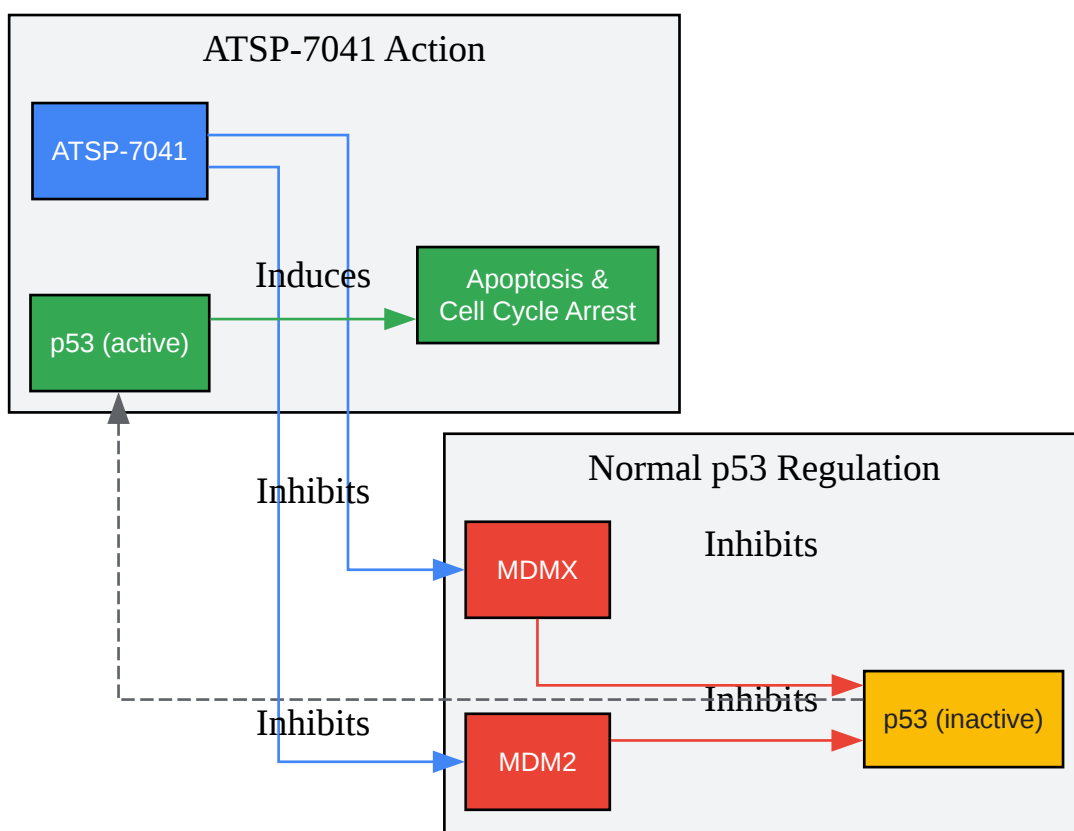 ATSP-7041 Action
ATSP-7041
Induces
Apoptosis &
Cell Cycle Arrest
p53 (active)
Normal p53 Regulation
Inhibits
Inhibits
MDMX
Inhibits
p53 (inactive)
Inhibits
MDM2